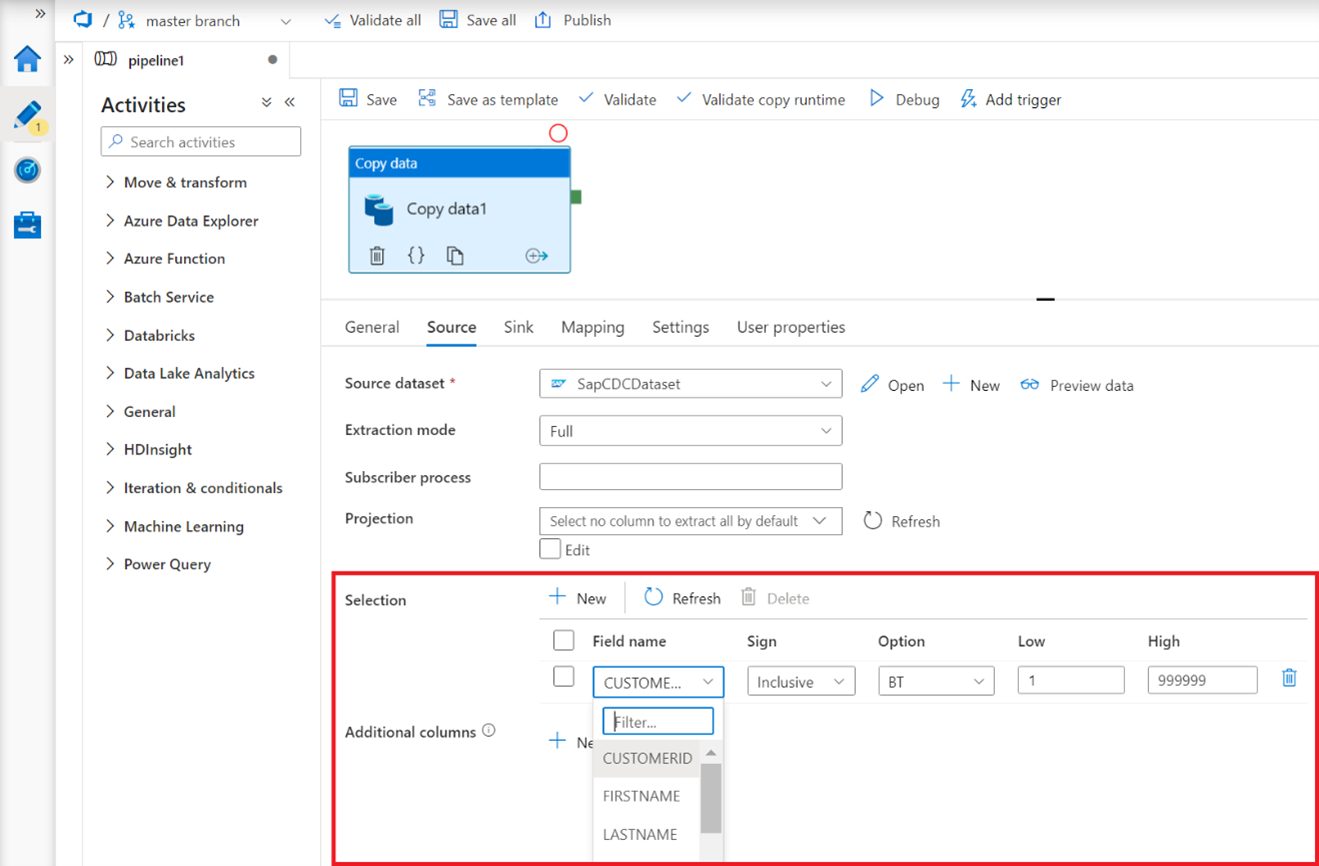 / master branch Validate all Save all Publish
pipeline1
Activities
Save Save as template Validate Validate copy runtime Debug Add trigger
1
Search activities
Move & transform
Azure Data Explorer
Azure Function
Batch Service
Databricks
Data Lake Analytics
General
HDInsight
Iteration & conditionals
Machine Learning
Power Query
Copy data
Copy data1
{}
General Source Sink Mapping Settings User properties
Source dataset * SAP SapCDCDataset Open New Preview data
Extraction mode Full
Subscriber process
Projection Select no column to extract all by default Refresh
Edit
Selection New Refresh Delete
Field name Sign Option Low High
CUSTOME... Inclusive BT 1 999999
Filter...
Additional columns Ne
CUSTOMERID
FIRSTNAME
LASTNAME